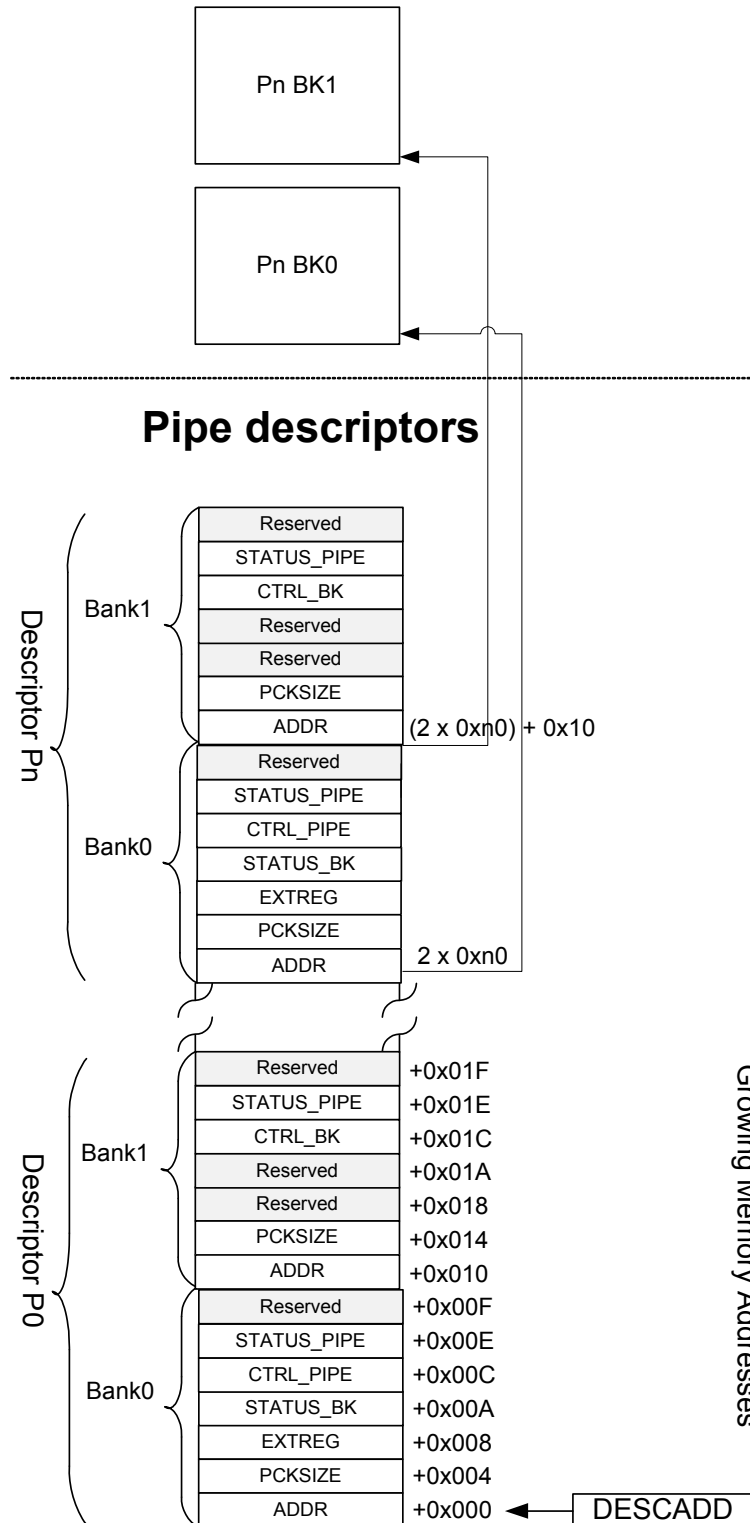 Pn BK1
Pn BK0
Pipe descriptors
Descriptor Pn
Bank1
Reserved
STATUS_PIPE
CTRL_BK
Reserved
Reserved
PCKSIZE
ADDR (2 x 0xn0) + 0x10
Bank0
Reserved
STATUS_PIPE
CTRL_PIPE
STATUS_BK
EXTREG
PCKSIZE
ADDR 2 x 0xn0
Descriptor P0
Bank1
Reserved +0x01F
STATUS_PIPE +0x01E
CTRL_BK +0x01C
Reserved +0x01A
Reserved +0x018
PCKSIZE +0x014
ADDR +0x010
Bank0
Reserved +0x00F
STATUS_PIPE +0x00E
CTRL_PIPE +0x00C
STATUS_BK +0x00A
EXTREG +0x008
PCKSIZE +0x004
ADDR +0x000 DESCADD
Growing Memory Addresses